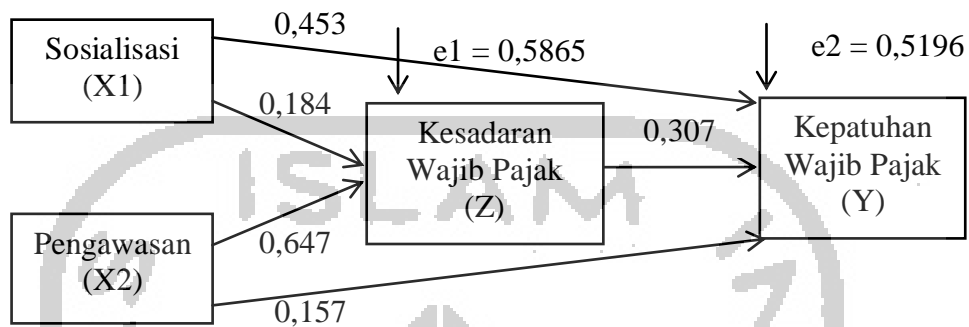 0,453
e1 = 0,5865
e2 = 0,5196
Sosialisasi
(X1)
0,184
Kesadaran
Wajib Pajak
(Z)
0,307
Kepatuhan
Wajib Pajak
(Y)
ISLAM
Pengawasan
(X2)
0,647
0,157